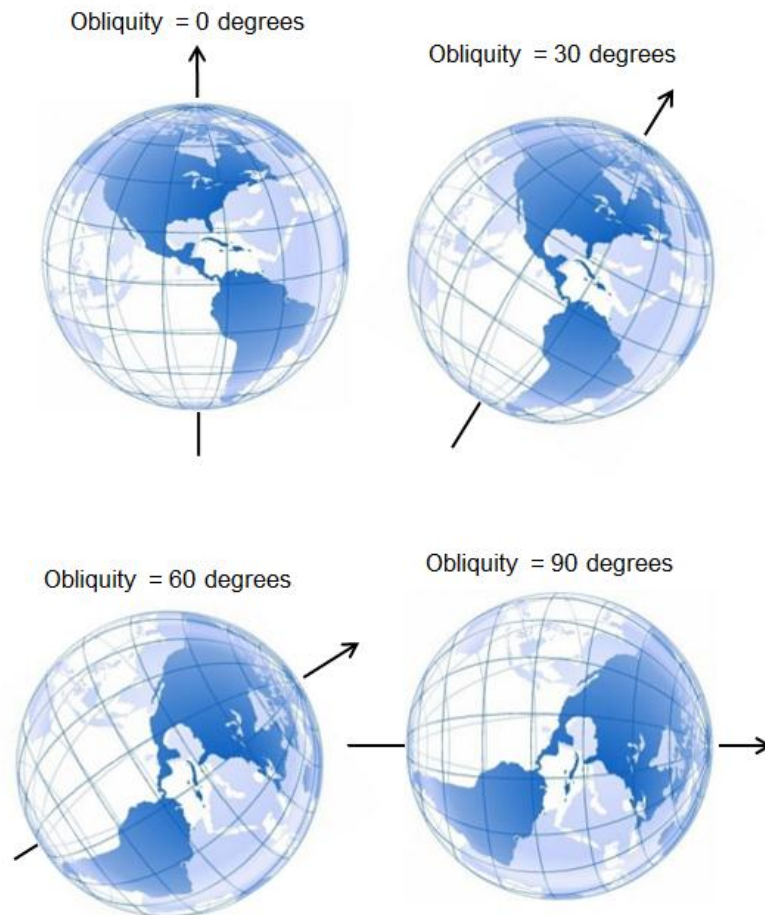 Obliquity = 0 degrees
Obliquity = 30 degrees
Obliquity = 60 degrees
Obliquity = 90 degrees